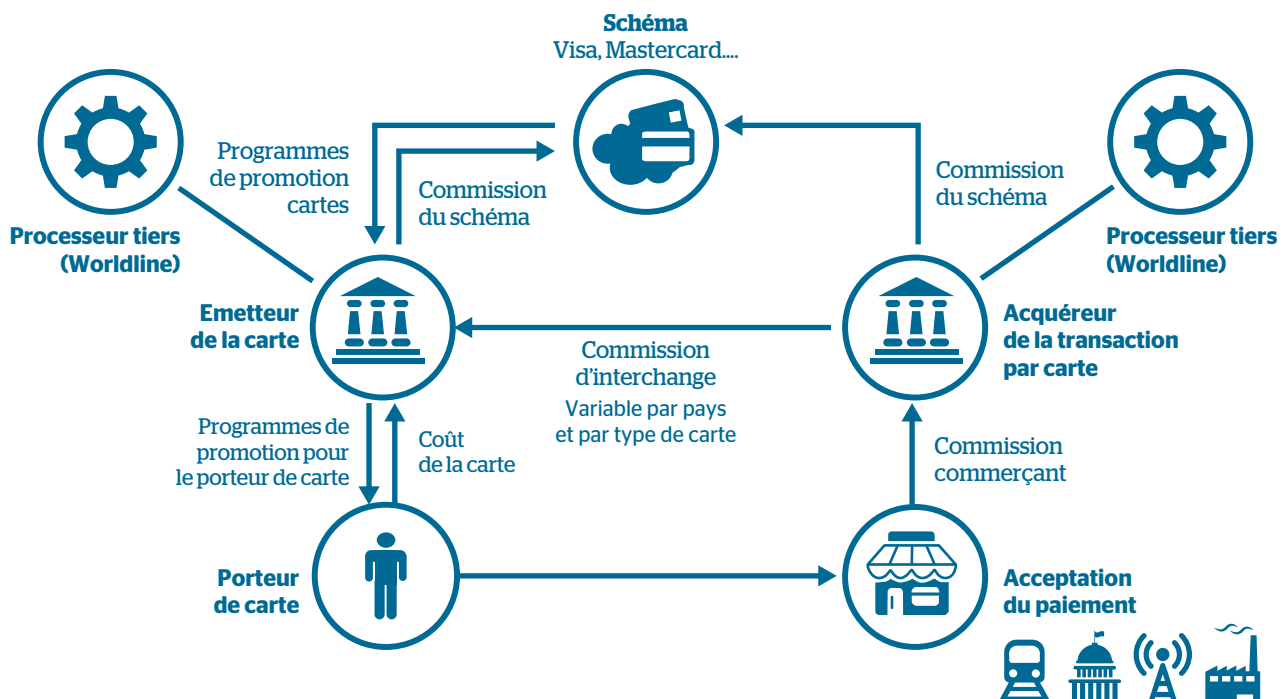 Schéma
Visa, Mastercard....
Programmes
de promotion
cartes
Commission
du schéma
Commission
du schéma
Processeur tiers
(Worldline)
Processeur tiers
(Worldline)
Emetteur
de la carte
Acquéreur
de la transaction
par carte
Commission
d'interchange
Variable par pays
et par type de carte
Programmes de
promotion pour
le porteur de carte
Coût
de la carte
Commission
commerçant
Porteur
de carte
Acceptation
du paiement